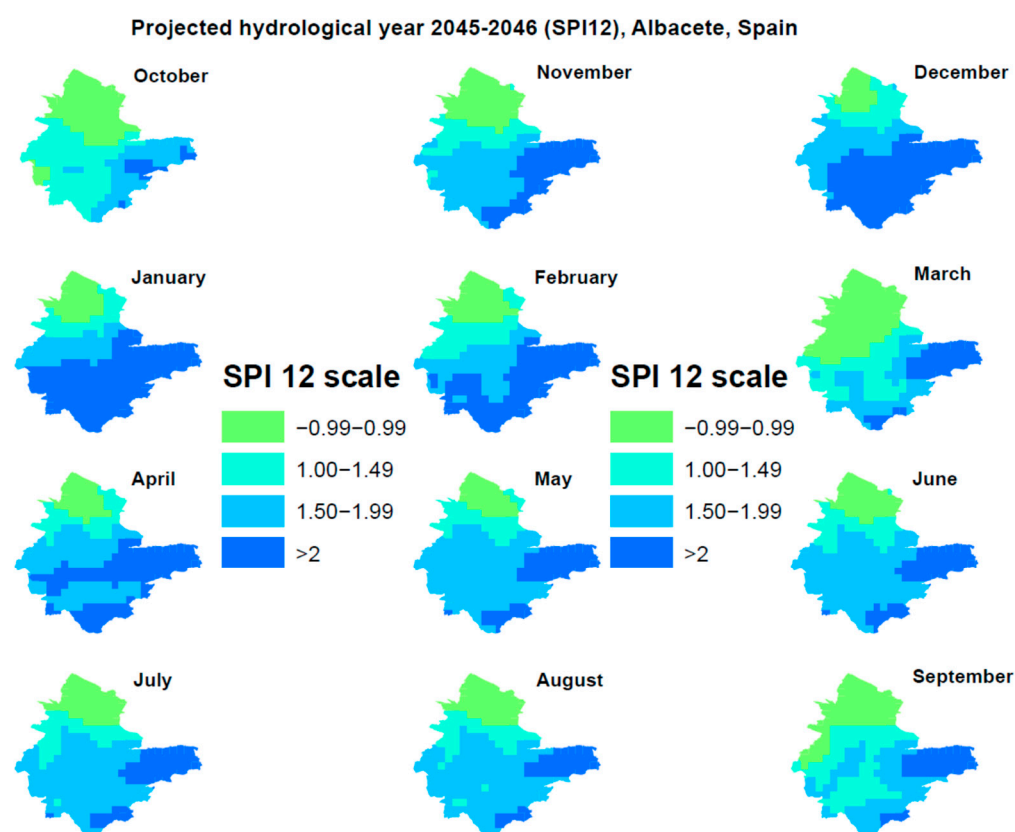 Projected hydrological year 2045-2046 (SPI12), Albacete, Spain
October
November
December
January
February
March
SPI 12 scale
−0.99−0.99
1.00−1.49
1.50−1.99
>2
SPI 12 scale
−0.99−0.99
1.00−1.49
1.50−1.99
>2
April
May
June
July
August
September